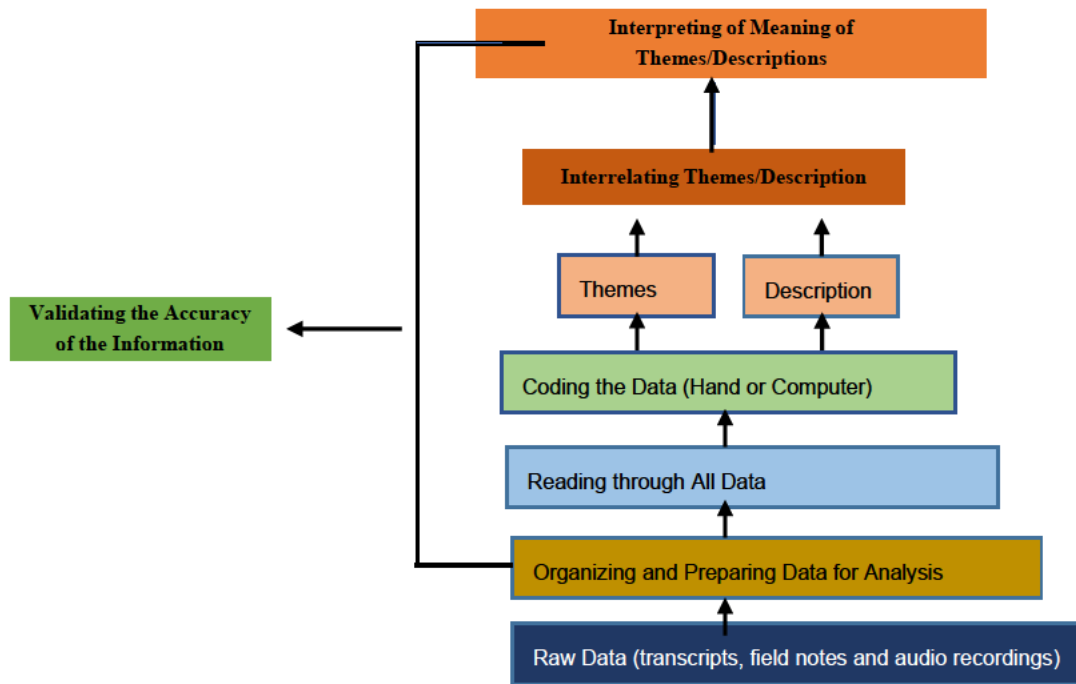 Interpreting of Meaning of
Themes/Descriptions
Interrelating Themes/Description
Themes
Description
Validating the Accuracy
of the Information
Coding the Data (Hand or Computer)
Reading through All Data
Organizing and Preparing Data for Analysis
Raw Data (transcripts, field notes and audio recordings)